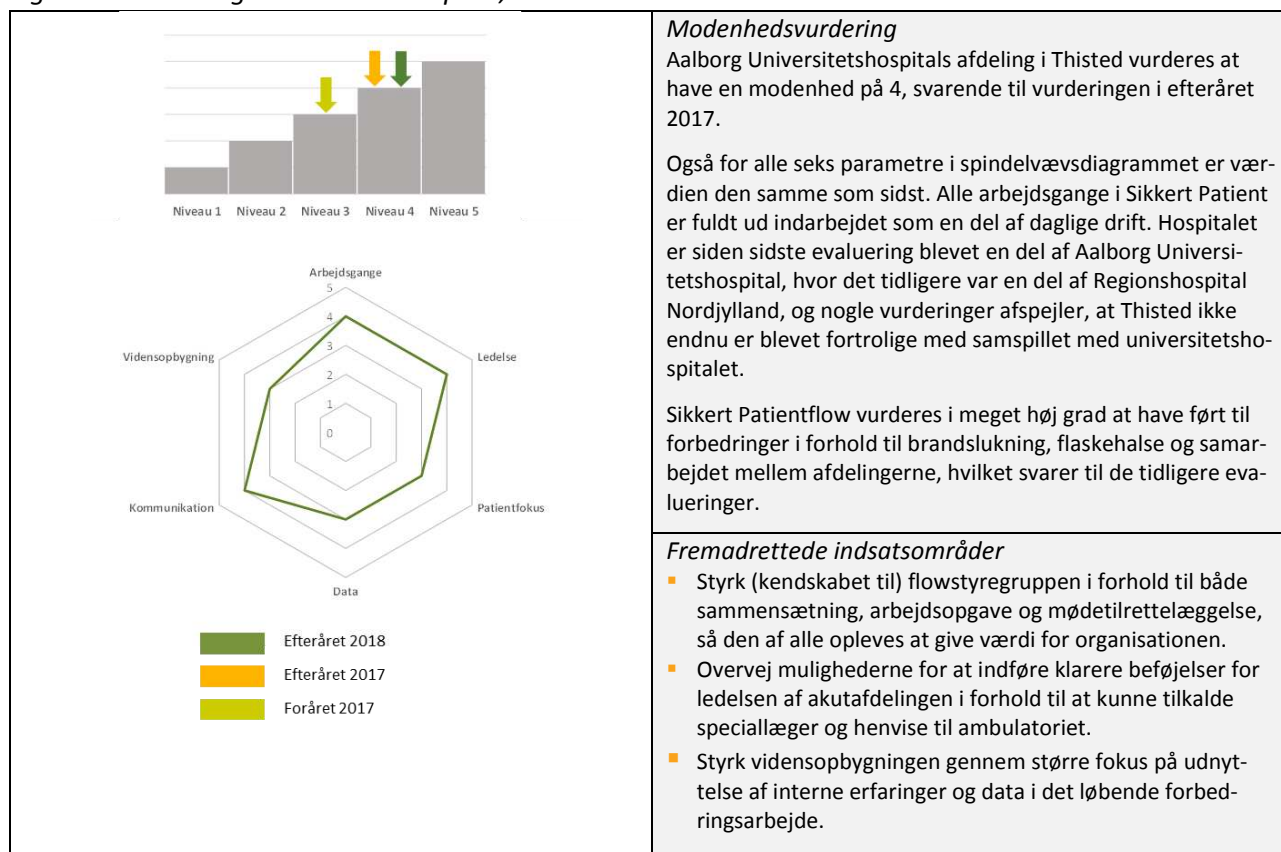 Modenhedsvurdering
Aalborg Universitetshospitals afdeling i Thisted vurderes at
have en modenhed på 4, svarende til vurderingen i efteråret
2017.
Også for alle seks parametre i spindelvævsdiagrammet er vær-
dien den samme som sidst. Alle arbejdsgange i Sikkert Patient
er fuldt ud indarbejdet som en del af daglige drift. Hospitalet
er siden sidste evaluering blevet en del af Aalborg Universi-
tetshospital, hvor det tidligere var en del af Regionshospital
Nordjylland, og nogle vurderinger afspejler, at Thisted ikke
endnu er blevet fortrolige med samspillet med universitetsho-
spitalet.
Sikkert Patientflow vurderes i meget høj grad at have ført til
forbedringer i forhold til brandslukning, flaskehalse og samar-
bejdet mellem afdelingerne, hvilket svarer til de tidligere eva-
lueringer.
Niveau 1 Niveau 2 Niveau 3 Niveau 4 Niveau 5
Arbejdsgange
5
4
3
2
1
0
Vidensopbygning
Ledelse
Kommunikation
Patientfokus
Data
Efteråret 2018
Efteråret 2017
Foråret 2017
Fremadrettede indsatsområder
Styrk (kendskabet til) flowstyregruppen i forhold til både
sammensætning, arbejdsopgave og mødetilrettelæggelse,
så den af alle opleves at give værdi for organisationen.
Overvej mulighederne for at indføre klarere beføjelser for
ledelsen af akutafdelingen i forhold til at kunne tilkalde
speciallæger og henvise til ambulatoriet.
Styrk vidensopbygningen gennem større fokus på udnyt-
telse af interne erfaringer og data i det løbende forbed-
ringsarbejde.